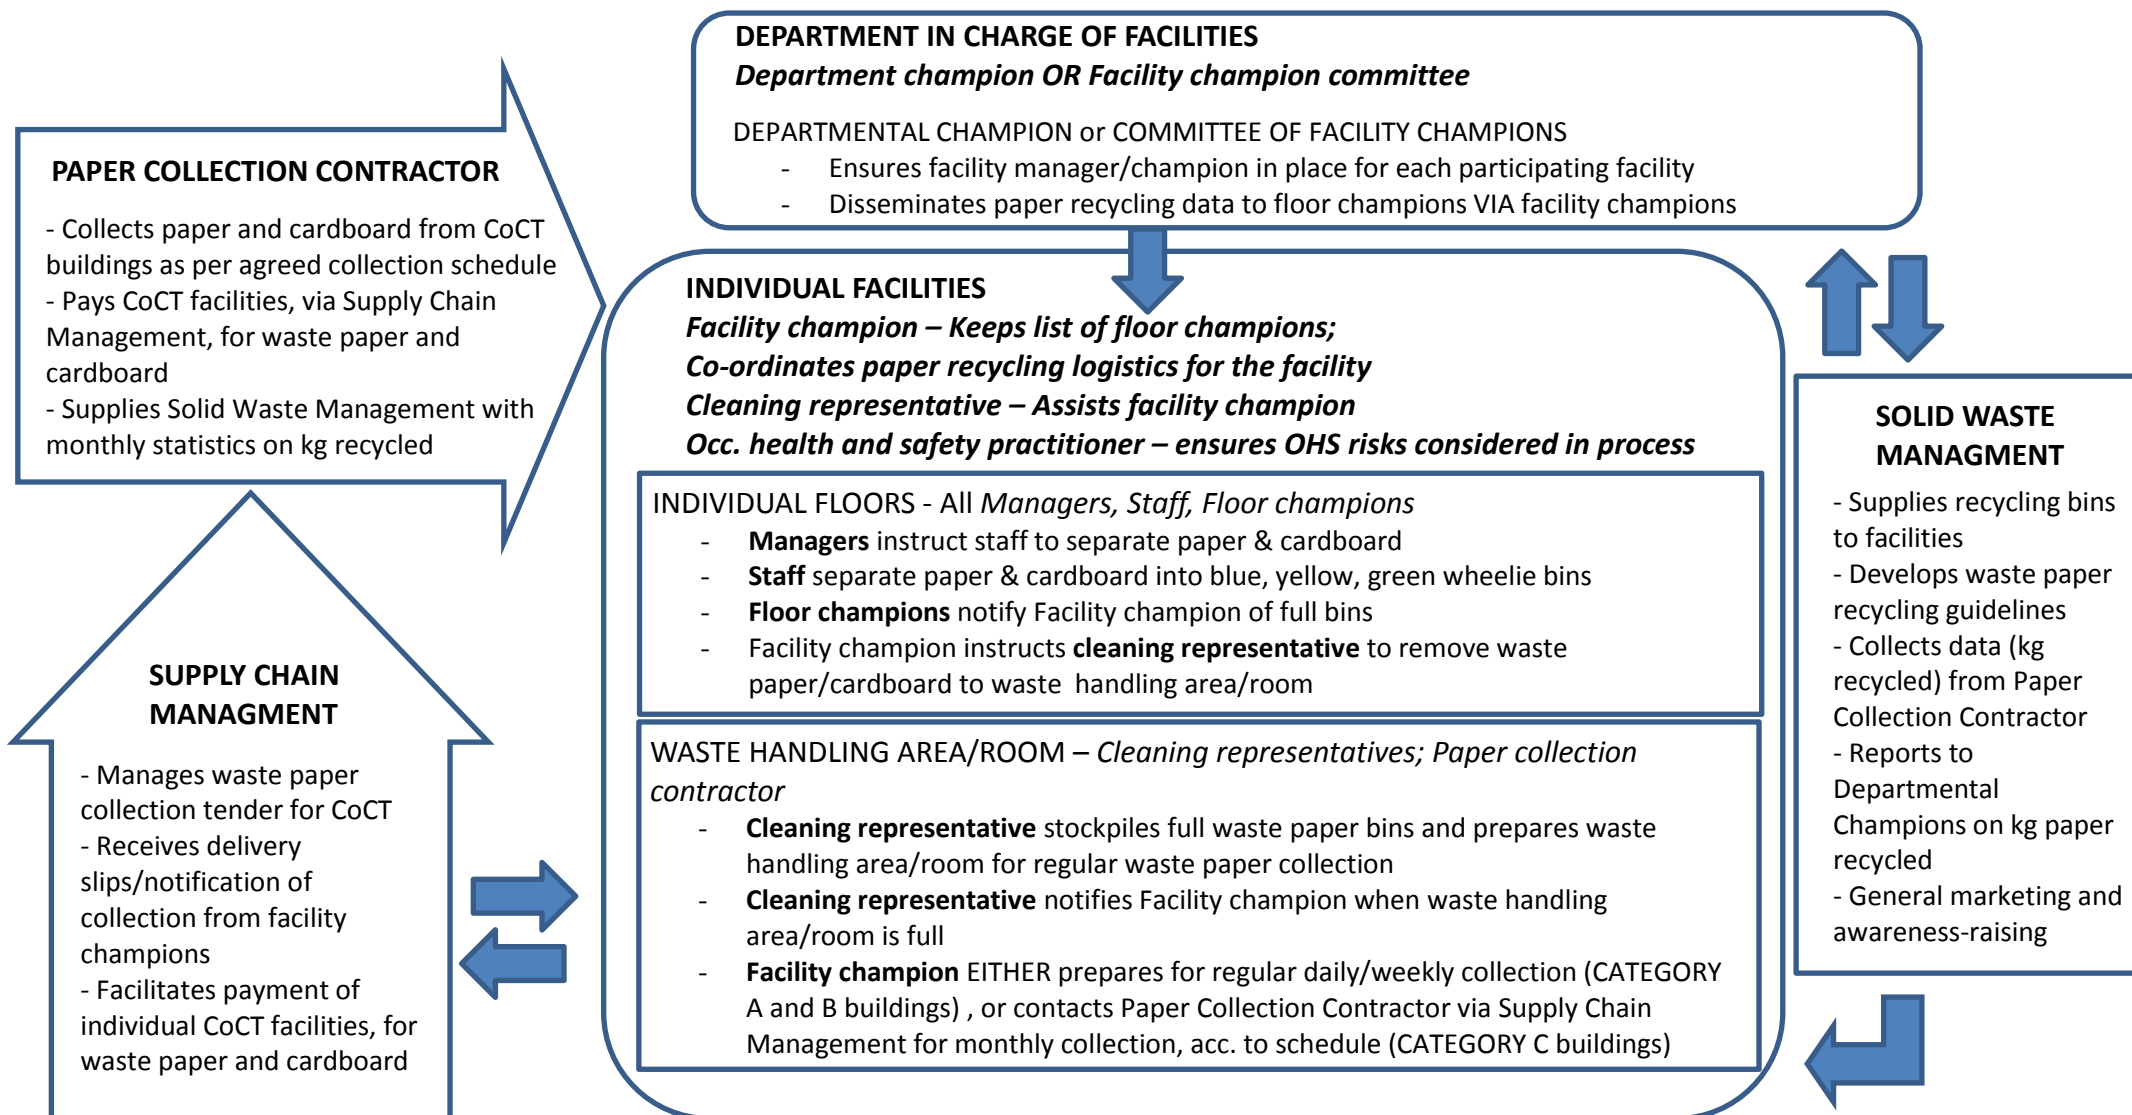 DEPARTMENT IN CHARGE OF FACILITIES
Department champion OR Facility champion committee
DEPARTMENTAL CHAMPION or COMMITTEE OF FACILITY CHAMPIONS
- Ensures facility manager/champion in place for each participating facility
- Disseminates paper recycling data to floor champions VIA facility champions
PAPER COLLECTION CONTRACTOR
- Collects paper and cardboard from CoCT
buildings as per agreed collection schedule
- Pays CoCT facilities, via Supply Chain
Management, for waste paper and
cardboard
- Supplies Solid Waste Management with
monthly statistics on kg recycled
INDIVIDUAL FACILITIES
Facility champion – Keeps list of floor champions;
Co-ordinates paper recycling logistics for the facility
Cleaning representative – Assists facility champion
Occ. health and safety practitioner – ensures OHS risks considered in process
INDIVIDUAL FLOORS - All Managers, Staff, Floor champions
- Managers instruct staff to separate paper & cardboard
- Staff separate paper & cardboard into blue, yellow, green wheelie bins
- Floor champions notify Facility champion of full bins
- Facility champion instructs cleaning representative to remove waste
paper/cardboard to waste handling area/room
WASTE HANDLING AREA/ROOM – Cleaning representatives; Paper collection
contractor
- Cleaning representative stockpiles full waste paper bins and prepares waste
handling area/room for regular waste paper collection
- Cleaning representative notifies Facility champion when waste handling
area/room is full
- Facility champion EITHER prepares for regular daily/weekly collection (CATEGORY
A and B buildings) , or contacts Paper Collection Contractor via Supply Chain
Management for monthly collection, acc. to schedule (CATEGORY C buildings)
SUPPLY CHAIN
MANAGMENT
- Manages waste paper
collection tender for CoCT
- Receives delivery
slips/notification of
collection from facility
champions
- Facilitates payment of
individual CoCT facilities, for
waste paper and cardboard
SOLID WASTE
MANAGMENT
- Supplies recycling bins
to facilities
- Develops waste paper
recycling guidelines
- Collects data (kg
recycled) from Paper
Collection Contractor
- Reports to
Departmental
Champions on kg paper
recycled
- General marketing and
awareness-raising